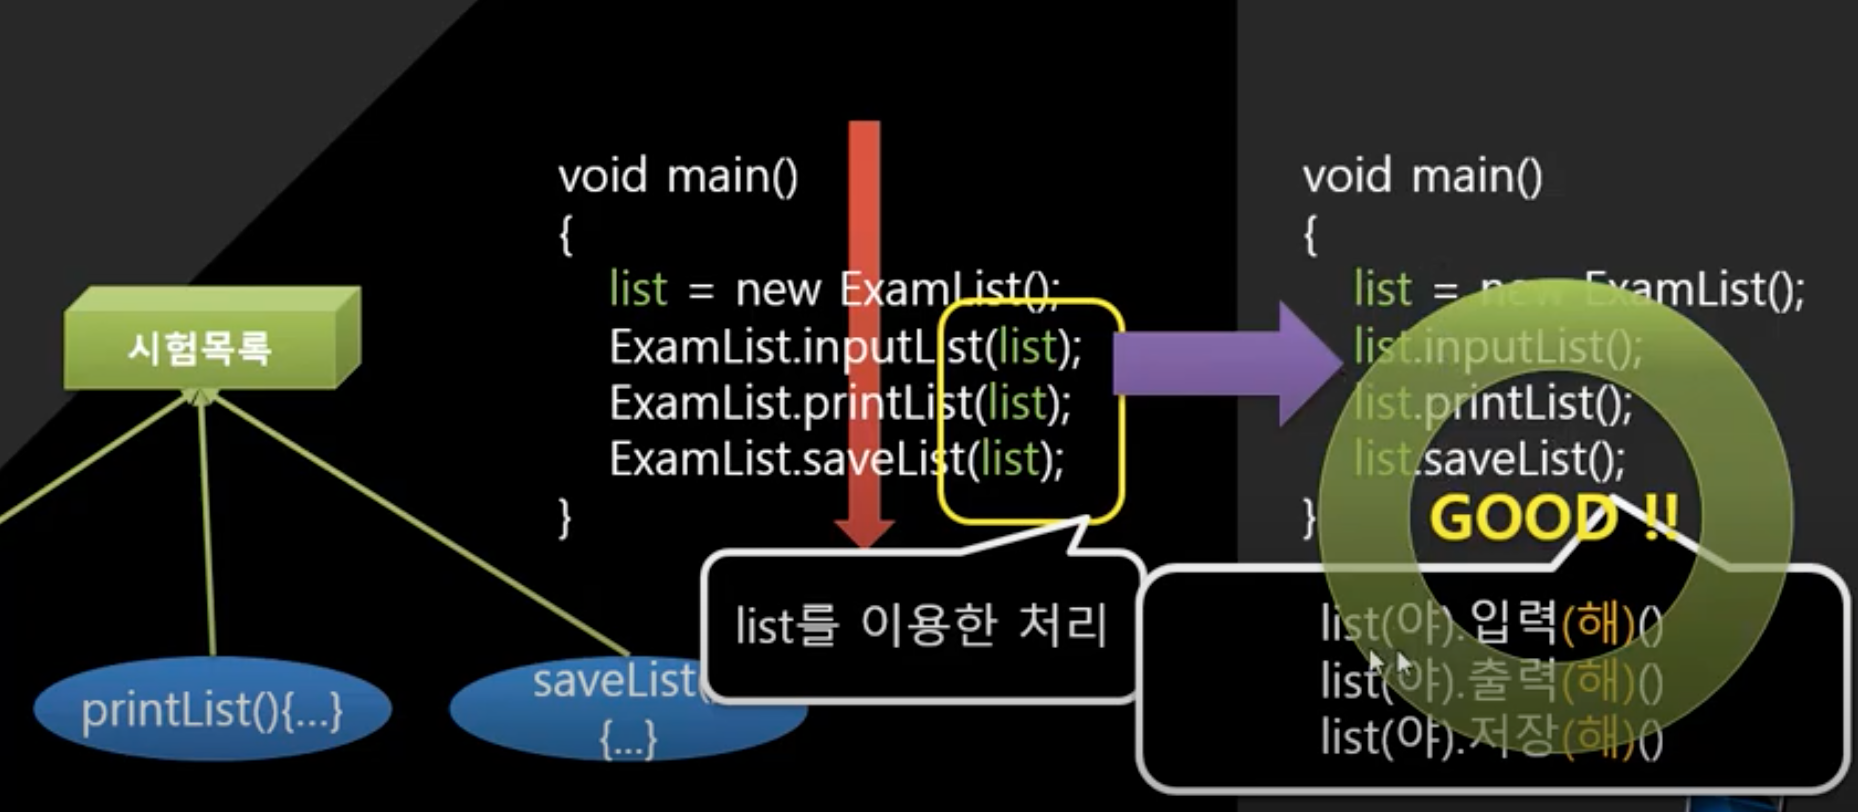 시험목록
printList(){...}
saveList(
{...}
void main()
{
list = new ExamList();
ExamList.inputList(list);
ExamList.printList(list);
ExamList.saveList(list);
}
list를 이용한 처리
void main()
{
list = new ExamList();
list.inputList();
list.printList();
list.saveList();
}
GOOD !!
list(야).입력(해)()
list(야).출력(해)()
list(야).저장(해)()